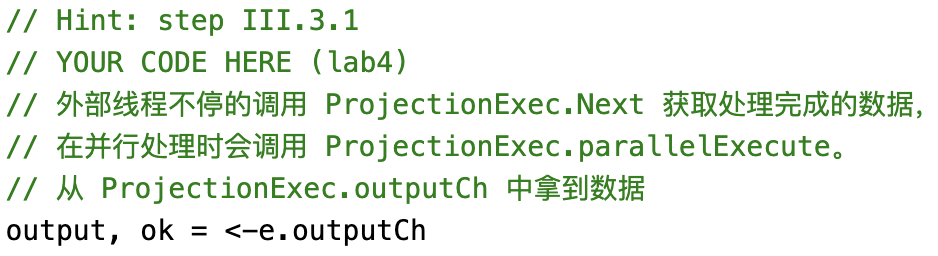 // Hint: step III.3.1
// YOUR CODE HERE (lab4)
// 外部线程不停的调用 ProjectionExec.Next 获取处理完成的数据，
// 在并行处理时会调用 ProjectionExec.parallelExecute。
// 从 ProjectionExec.outputCh 中拿到数据
output, ok = <-e.outputCh